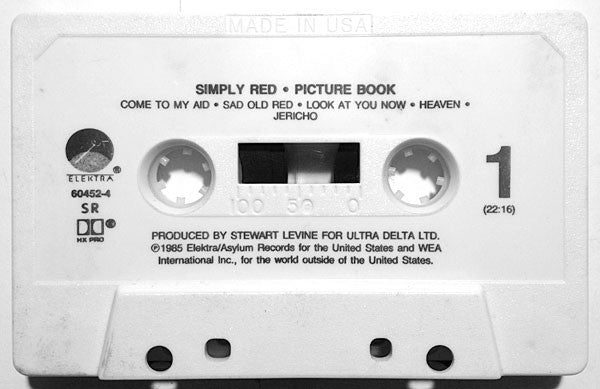 MADE IN USA
SIMPLY RED • PICTURE BOOK
COME TO MY AID • SAD OLD RED • LOOK AT YOU NOW • HEAVEN •
JERICHO
ELEKTRA®
60452-4
SR
HX PRO
100 50 0
1
(22:16)
PRODUCED BY STEWART LEVINE FOR ULTRA DELTA LTD.
℗1985 Elektra/Asylum Records for the United States and WEA
International Inc., for the world outside of the United States.